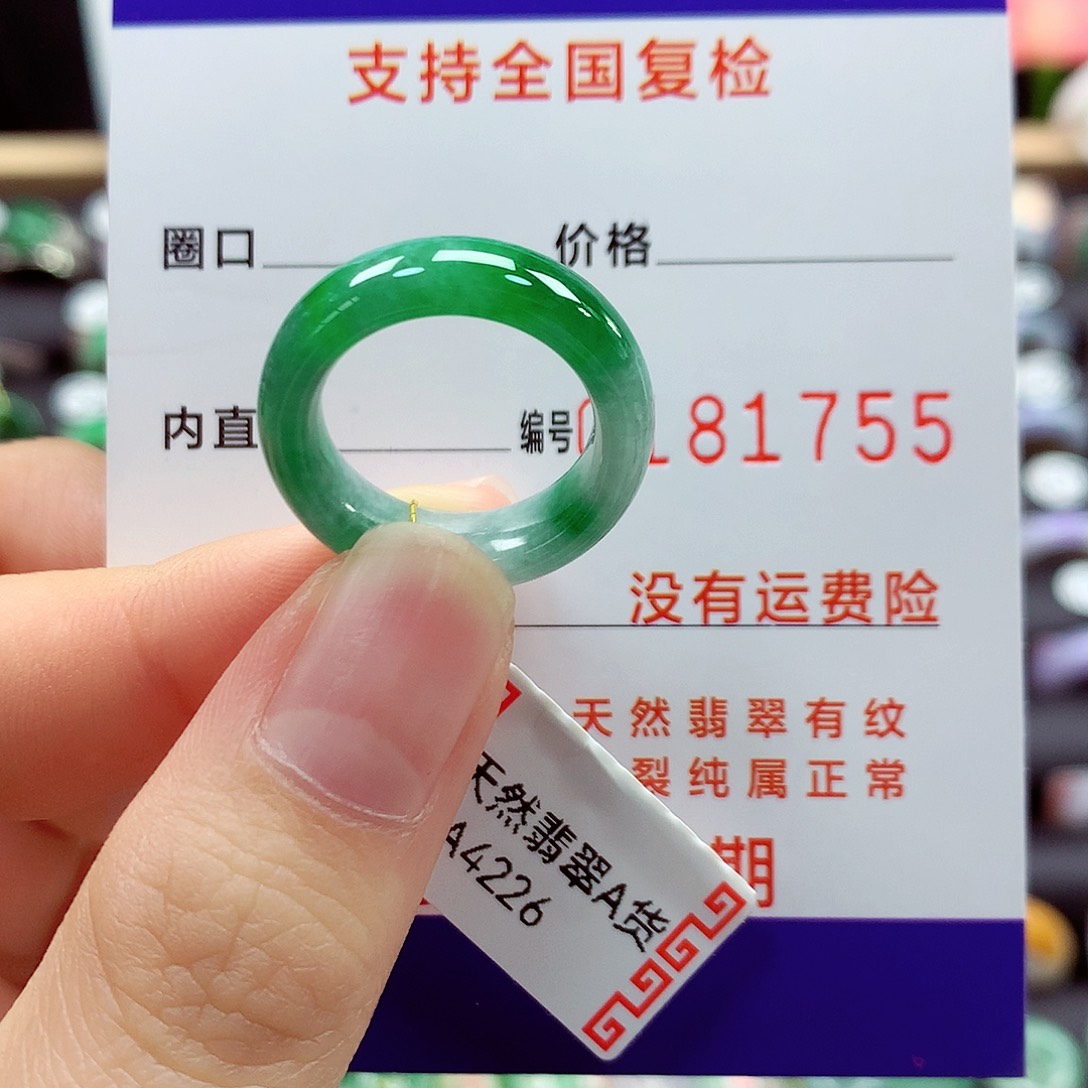 支持全国复检
圈口 价格
内直 编号 181755
没有运费险
天然翡翠有纹
裂纯属正常
期
天然翡翠A货
A4226